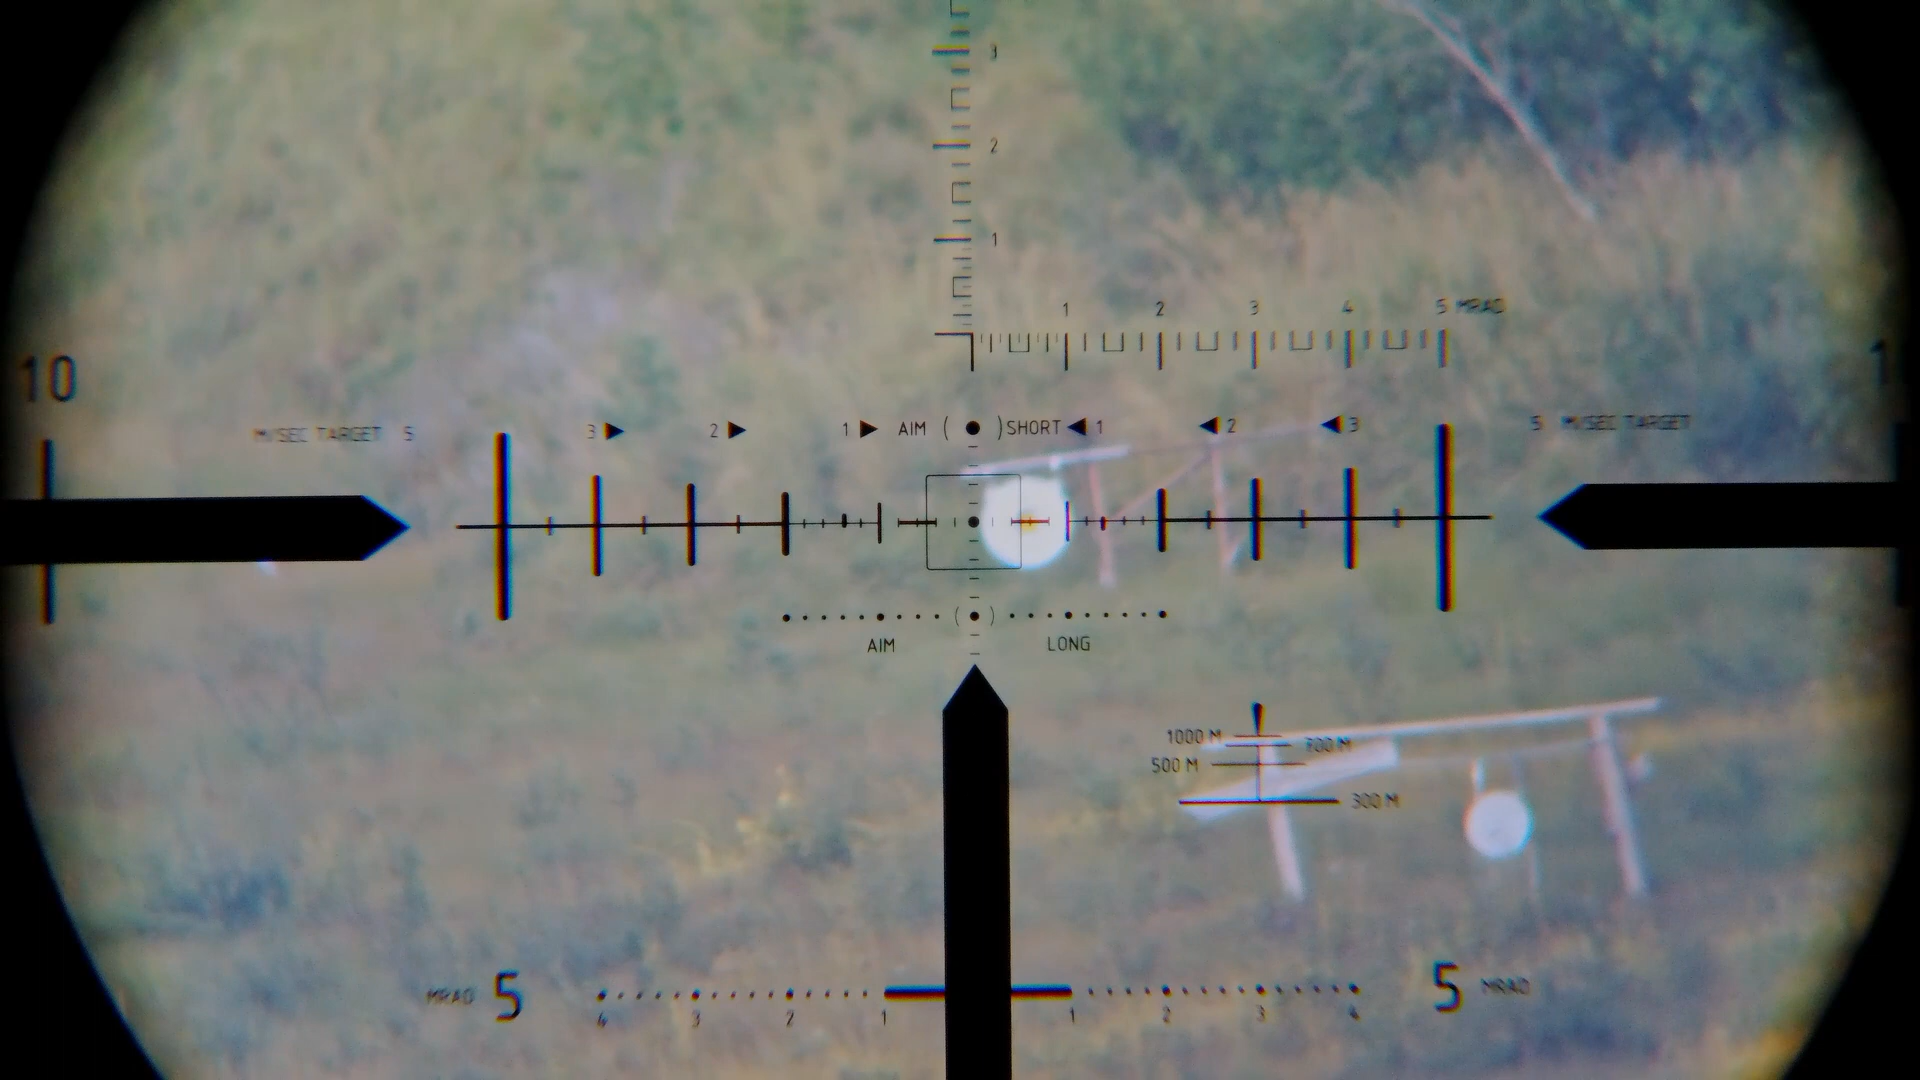 3
2
1
1 2 3 4 5 MRAD
10
M/SEC TARGET 5 3 2 1 AIM ( ) SHORT 1 2 3 5 M/SEC TARGET
( )
AIM LONG
1000 M 700 M
500 M
300 M
MRAD 5 4 3 2 1 1 2 3 4 5 MRAD